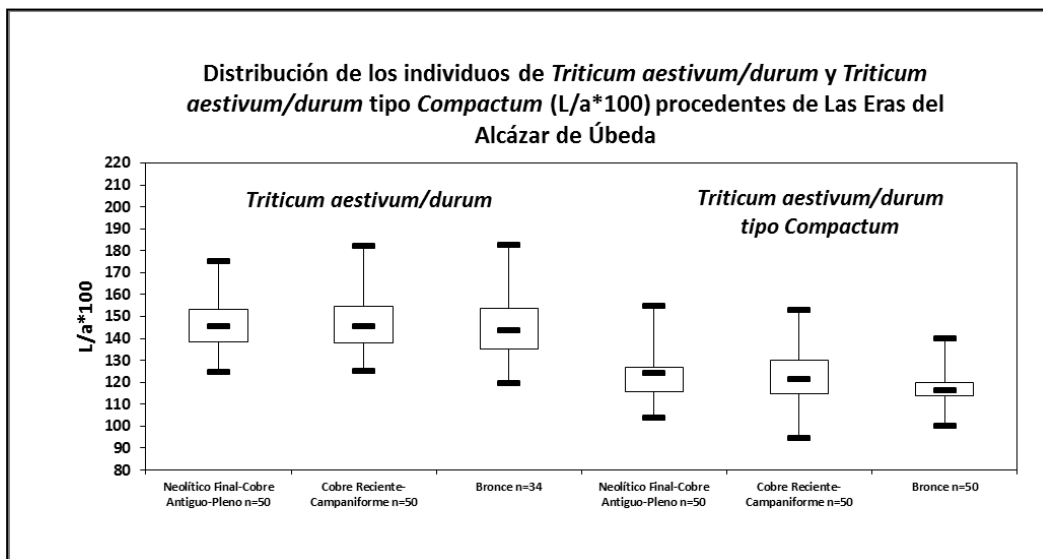 Distribución de los individuos de Triticum aestivum/durum y Triticum
aestivum/durum tipo Compactum (L/a*100) procedentes de Las Eras del
Alcázar de Úbeda
Triticum aestivum/durum
Triticum aestivum/durum
tipo Compactum
L/a*100
220
210
200
190
180
170
160
150
140
130
120
110
100
90
80
Neolítico Final-Cobre
Antiguo-Pleno n=50
Cobre Reciente-
Campaniforme n=50
Bronce n=34
Neolítico Final-Cobre
Antiguo-Pleno n=50
Cobre Reciente-
Campaniforme n=50
Bronce n=50